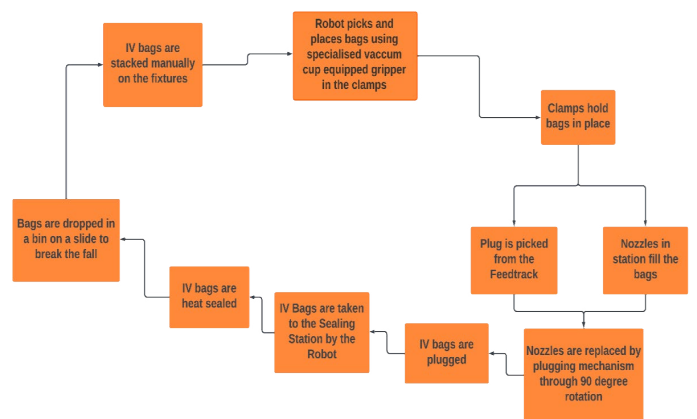 IV bags are
stacked manually
on the fixtures
Robot picks and
places bags using
specialised vaccum
cup equipped gripper
in the clamps
Clamps hold
bags in place
Plug is picked
from the
Feedtrack
Nozzles in
station fill the
bags
Nozzles are replaced by
plugging mechanism
through 90 degree
rotation
IV bags are
plugged
IV Bags are taken
to the Sealing
Station by the
Robot
IV bags are
heat sealed
Bags are dropped in
a bin on a slide to
break the fall